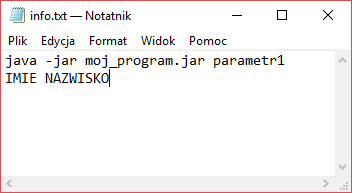 info.txt — Notatnik
Plik Edycja Format Widok Pomoc
java -jar moj_program.jar parametr1
IMIE NAZWISKO